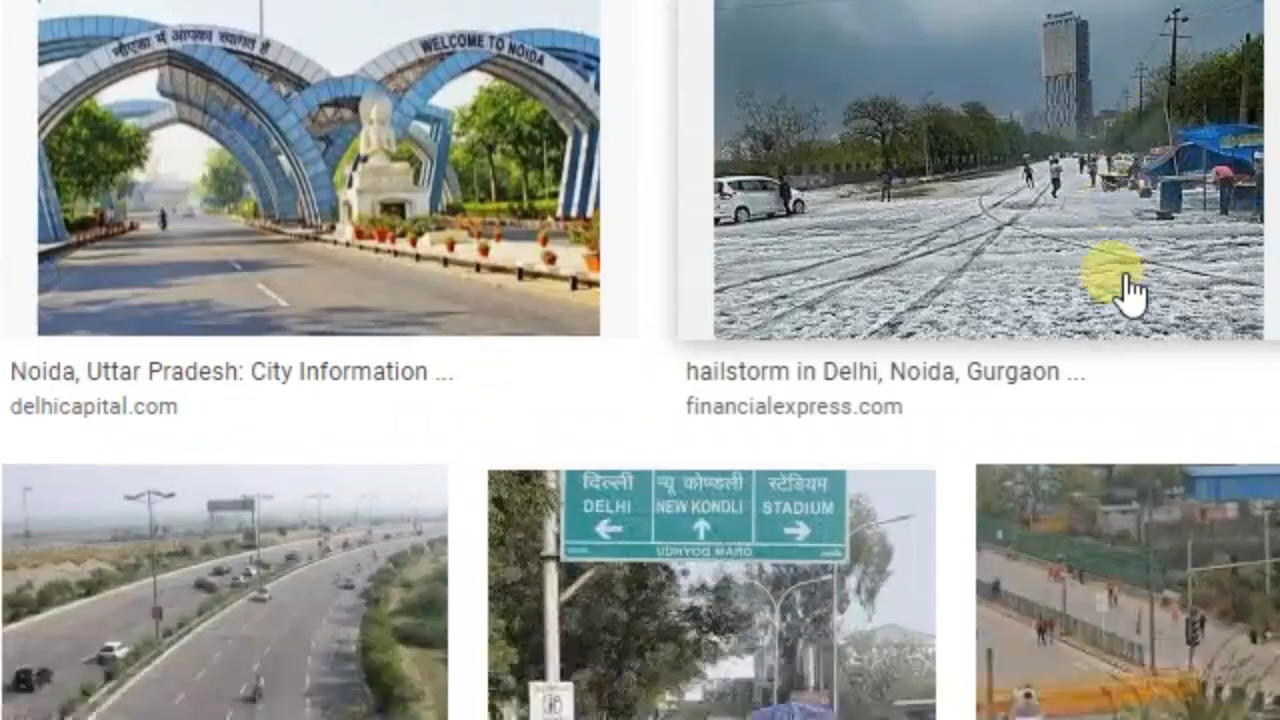 नोएडा में आपका स्वागत है
WELCOME TO NOIDA
Noida, Uttar Pradesh: City Information ...
delhicapital.com
hailstorm in Delhi, Noida, Gurgaon ...
financialexpress.com
दिल्ली न्यू कोण्डली स्टेडियम
DELHI NEW KONDLI STADIUM
UDHYOG MARG